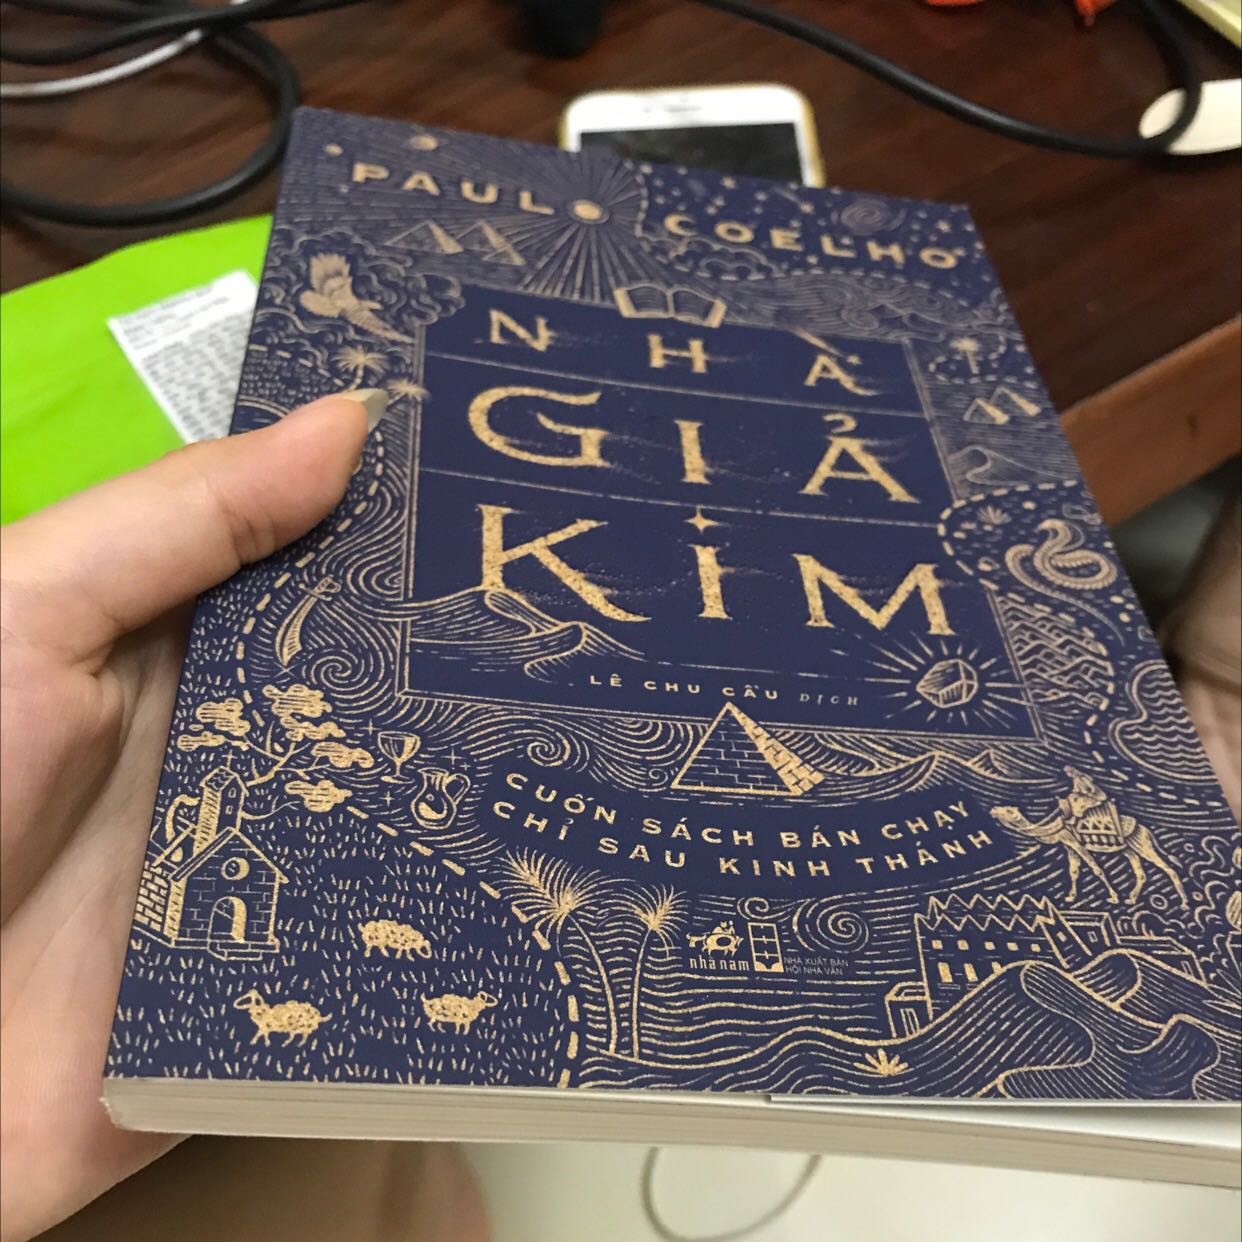 PAULO COELHO
NHÀ
GIẢ
KIM
LÊ CHU CẦU DỊCH
CUỐN SÁCH BÁN CHẠY
CHỈ SAU KINH THÁNH
nhã nam
NHÀ XUẤT BẢN
HỘI NHÀ VĂN